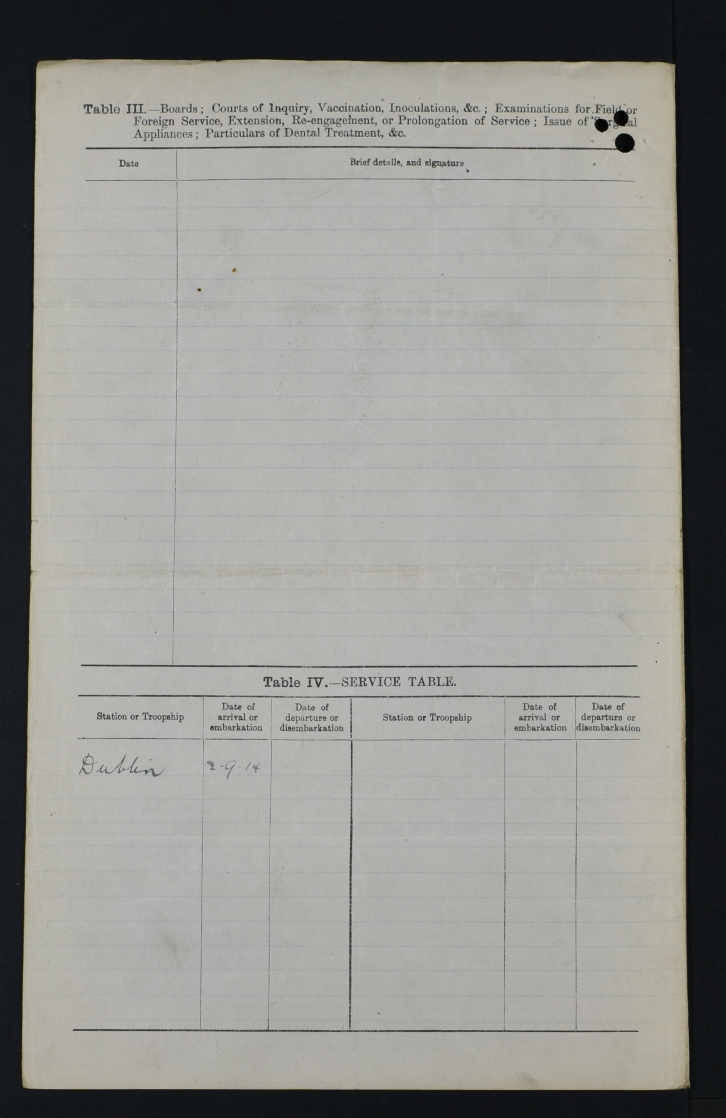 Table III.—Boards; Courts of Inquiry, Vaccination, Inoculations, &c.; Examinations for Field or
Foreign Service, Extension, Re-engagement, or Prolongation of Service; Issue of Surgical
Appliances; Particulars of Dental Treatment, &c.
Date
Brief details, and signature
Table IV.—SERVICE TABLE.
Station or Troopship
Date of
arrival or
embarkation
Date of
departure or
disembarkation
Station or Troopship
Date of
arrival or
embarkation
Date of
departure or
disembarkation
Dublin 2-9-14